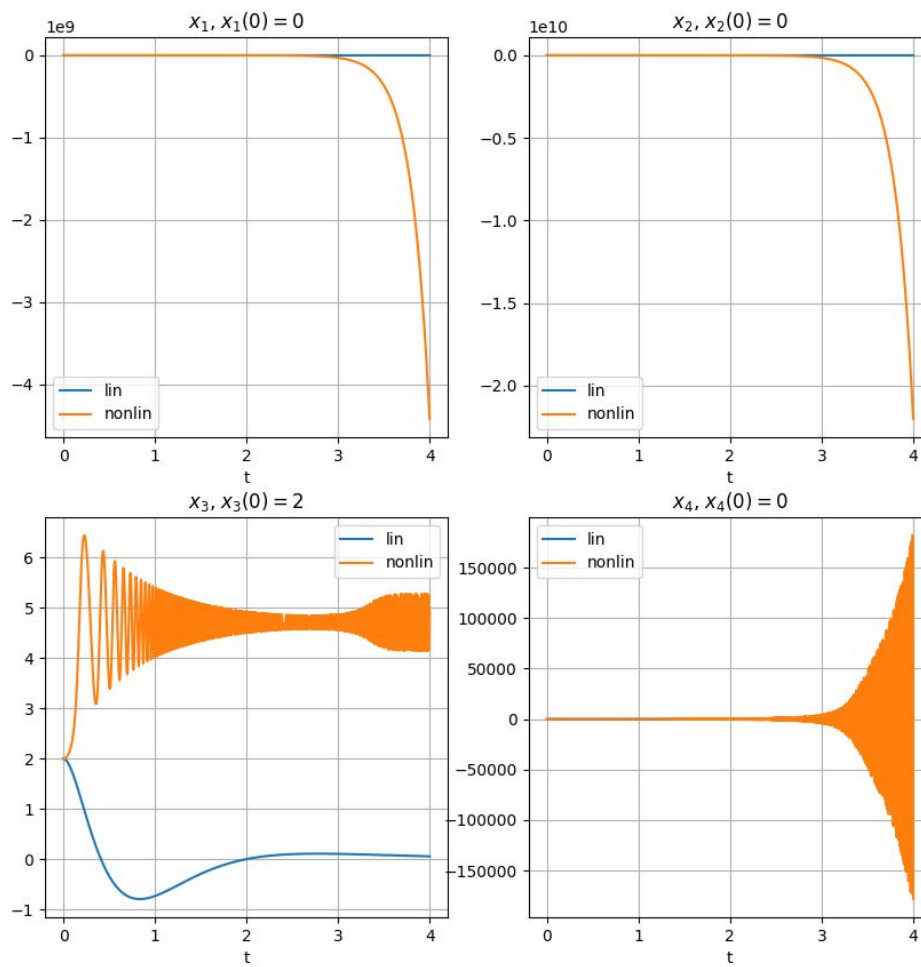 1e9
x₁, x₁(0) = 0
0
−1
−2
−3
−4
lin
nonlin
0
1
2
3
4
t
1e10
x₂, x₂(0) = 0
0.0
−0.5
−1.0
−1.5
−2.0
lin
nonlin
0
1
2
3
4
t
x₃, x₃(0) = 2
6
5
4
3
2
1
0
−1
lin
nonlin
0
1
2
3
4
t
x₄, x₄(0) = 0
150000
100000
50000
0
−50000
−100000
−150000
lin
nonlin
0
1
2
3
4
t